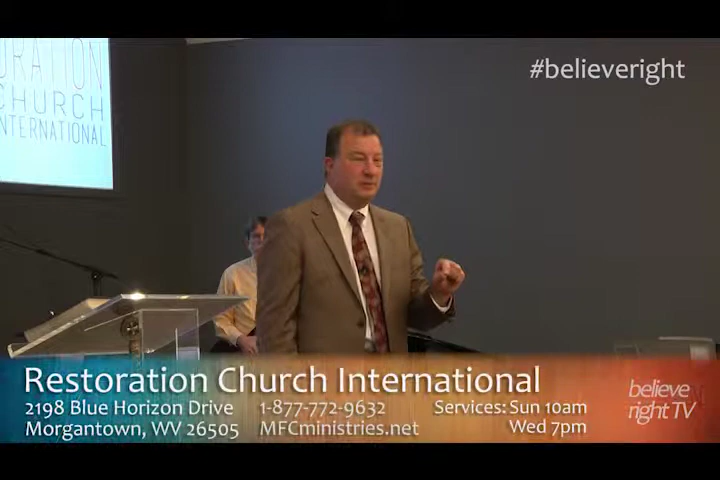 ORATION
CHURCH
INTERNATIONAL
#believeright
Restoration Church International
2198 Blue Horizon Drive 1-877-772-9632 Services: Sun 10am
Morgantown, WV 26505 MFCministries.net Wed 7pm
believe
right TV